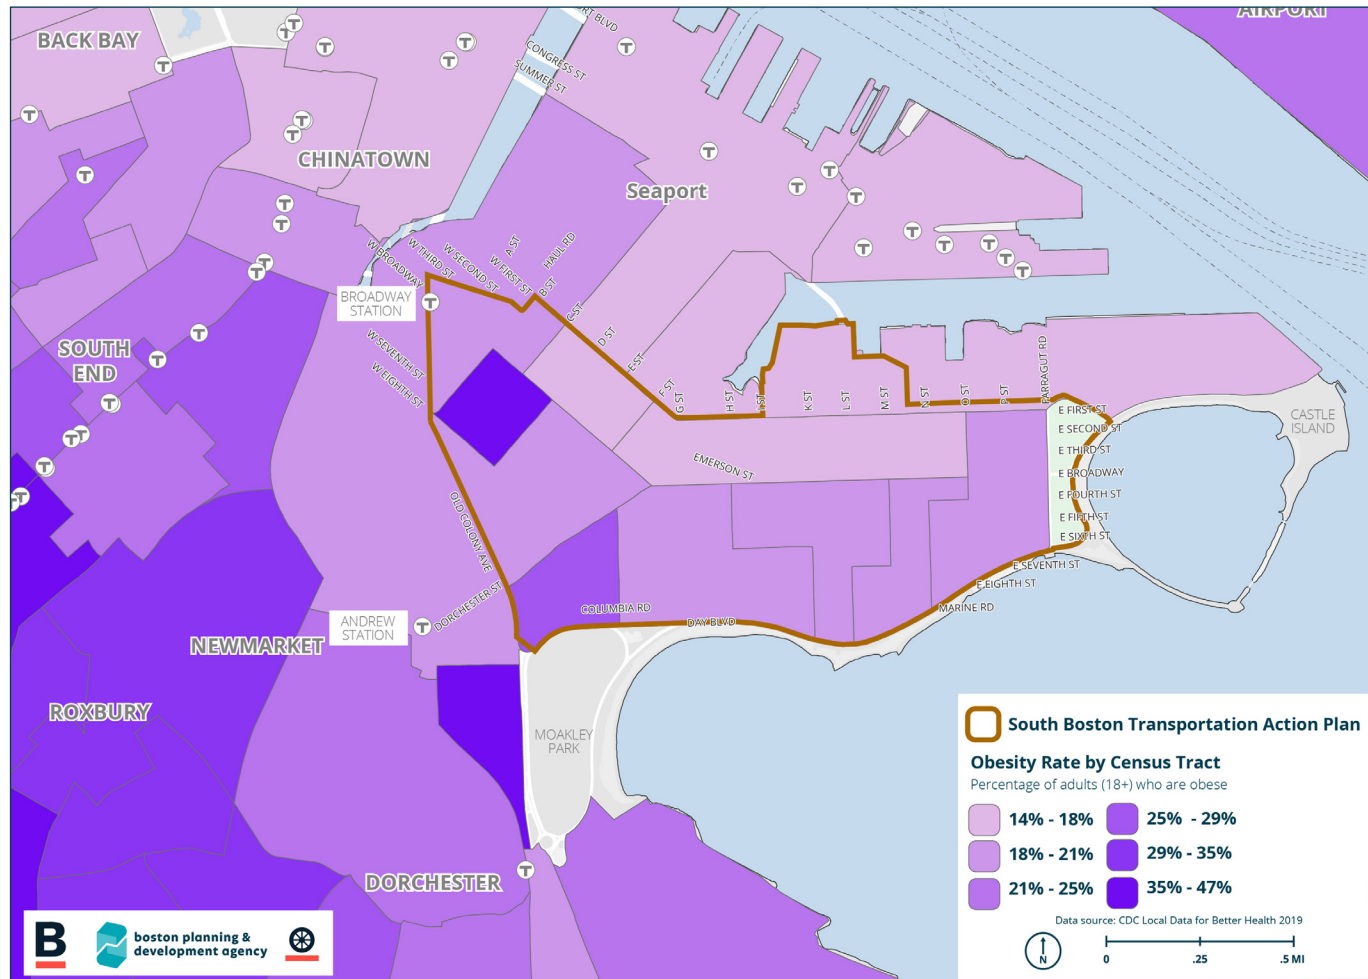 AIRPORT
BACK BAY
RT BLVD
CONGRESS ST
SUMMER ST
T
CHINATOWN
Seaport
W BROADWAY
W THIRD ST
W SECOND ST
A ST
W FIRST ST
HAUL RD
B ST
BROADWAY
STATION
C ST
D ST
E ST
F ST
G ST
H ST
I ST
K ST
L ST
M ST
N ST
O ST
P ST
FARRAGUT RD
W SEVENTH ST
W EIGHTH ST
SOUTH
END
E FIRST ST
E SECOND ST
E THIRD ST
E BROADWAY
E FOURTH ST
E FIFTH ST
E SIXTH ST
CASTLE
ISLAND
EMERSON ST
OLD COLONY AVE
E SEVENTH ST
E EIGHTH ST
MARINE RD
DORCHESTER ST
COLUMBIA RD
DAY BLVD
ANDREW
STATION
NEWMARKET
ROXBURY
MOAKLEY
PARK
DORCHESTER
South Boston Transportation Action Plan
Obesity Rate by Census Tract
Percentage of adults (18+) who are obese
14% - 18%
25% - 29%
18% - 21%
29% - 35%
21% - 25%
35% - 47%
Data source: CDC Local Data for Better Health 2019
N
0 .25 .5 MI
B
boston planning &
development agency